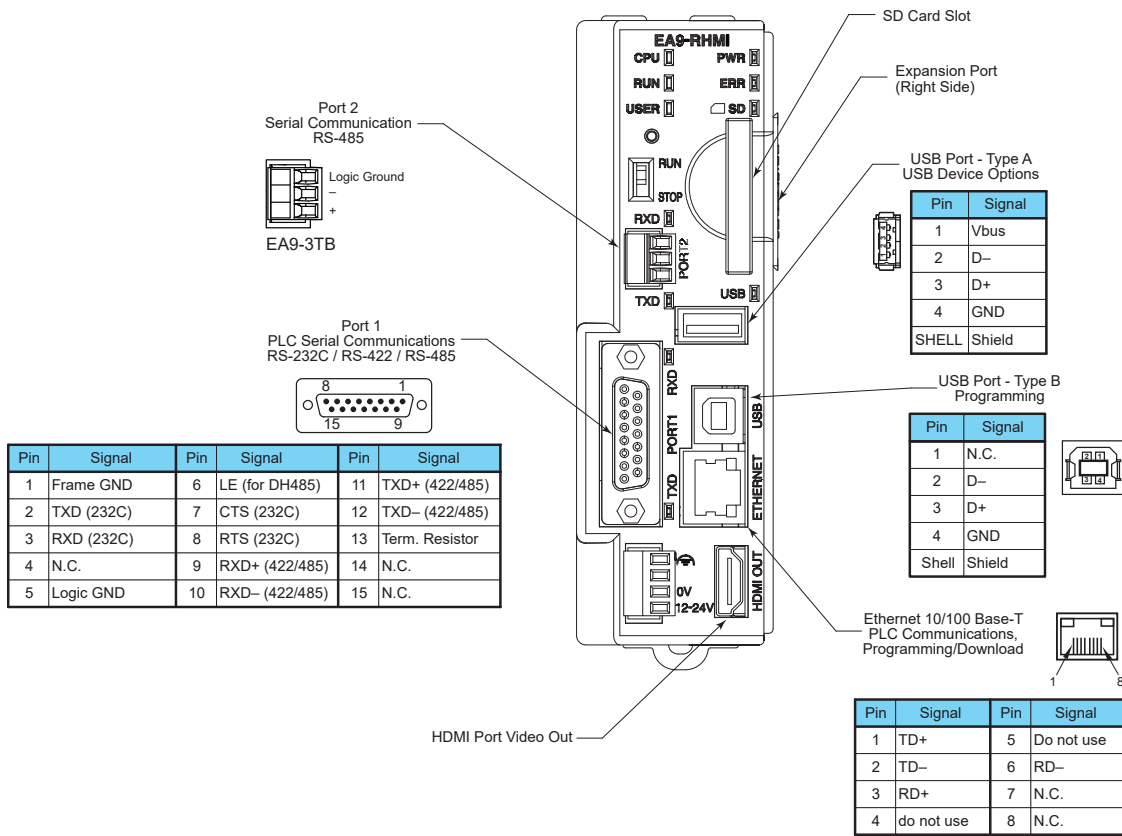 SD Card Slot
Expansion Port
(Right Side)
EA9-RHMI
CPU PWR
RUN ERR
USER SD
RUN
STOP
RXD
PORT2
TXD
USB
RXD
PORT1
TXD
USB
ETHERNET
0V
12-24V
HDMI OUT
Port 2
Serial Communication
RS-485
Logic Ground
–
+
EA9-3TB
Port 1
PLC Serial Communications
RS-232C / RS-422 / RS-485
8 1
15 9
Pin Signal Pin Signal Pin Signal
1 Frame GND 6 LE (for DH485) 11 TXD+ (422/485)
2 TXD (232C) 7 CTS (232C) 12 TXD– (422/485)
3 RXD (232C) 8 RTS (232C) 13 Term. Resistor
4 N.C. 9 RXD+ (422/485) 14 N.C.
5 Logic GND 10 RXD– (422/485) 15 N.C.
USB Port - Type A
USB Device Options
Pin Signal
1 Vbus
2 D–
3 D+
4 GND
SHELL Shield
1 2 3 4
USB Port - Type B
Programming
Pin Signal
1 N.C.
2 D–
3 D+
4 GND
Shell Shield
2 1
3 4
Ethernet 10/100 Base-T
PLC Communications,
Programming/Download
1 8
Pin Signal Pin Signal
1 TD+ 5 Do not use
2 TD– 6 RD–
3 RD+ 7 N.C.
4 do not use 8 N.C.
HDMI Port Video Out